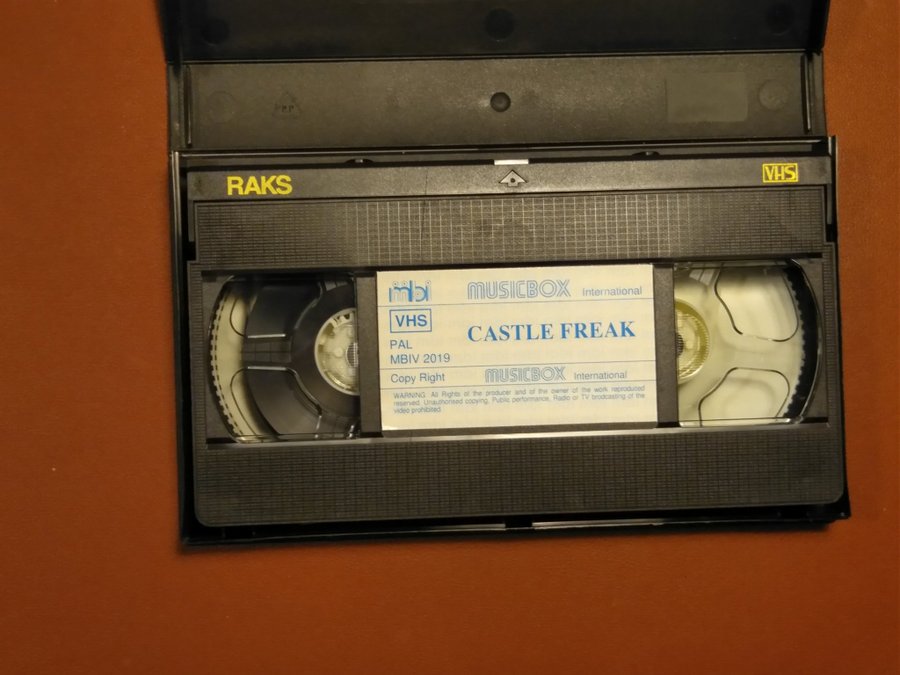 RAKS
VHS
mbi MUSICBOX International
VHS
CASTLE FREAK
PAL
MBIV 2019
Copy Right MUSICBOX International
WARNING: All Rights of the producer and of the owner of the work reproduced
reserved. Unauthorised copying, Public performance, Radio or TV brodcasting of the
video prohibited.